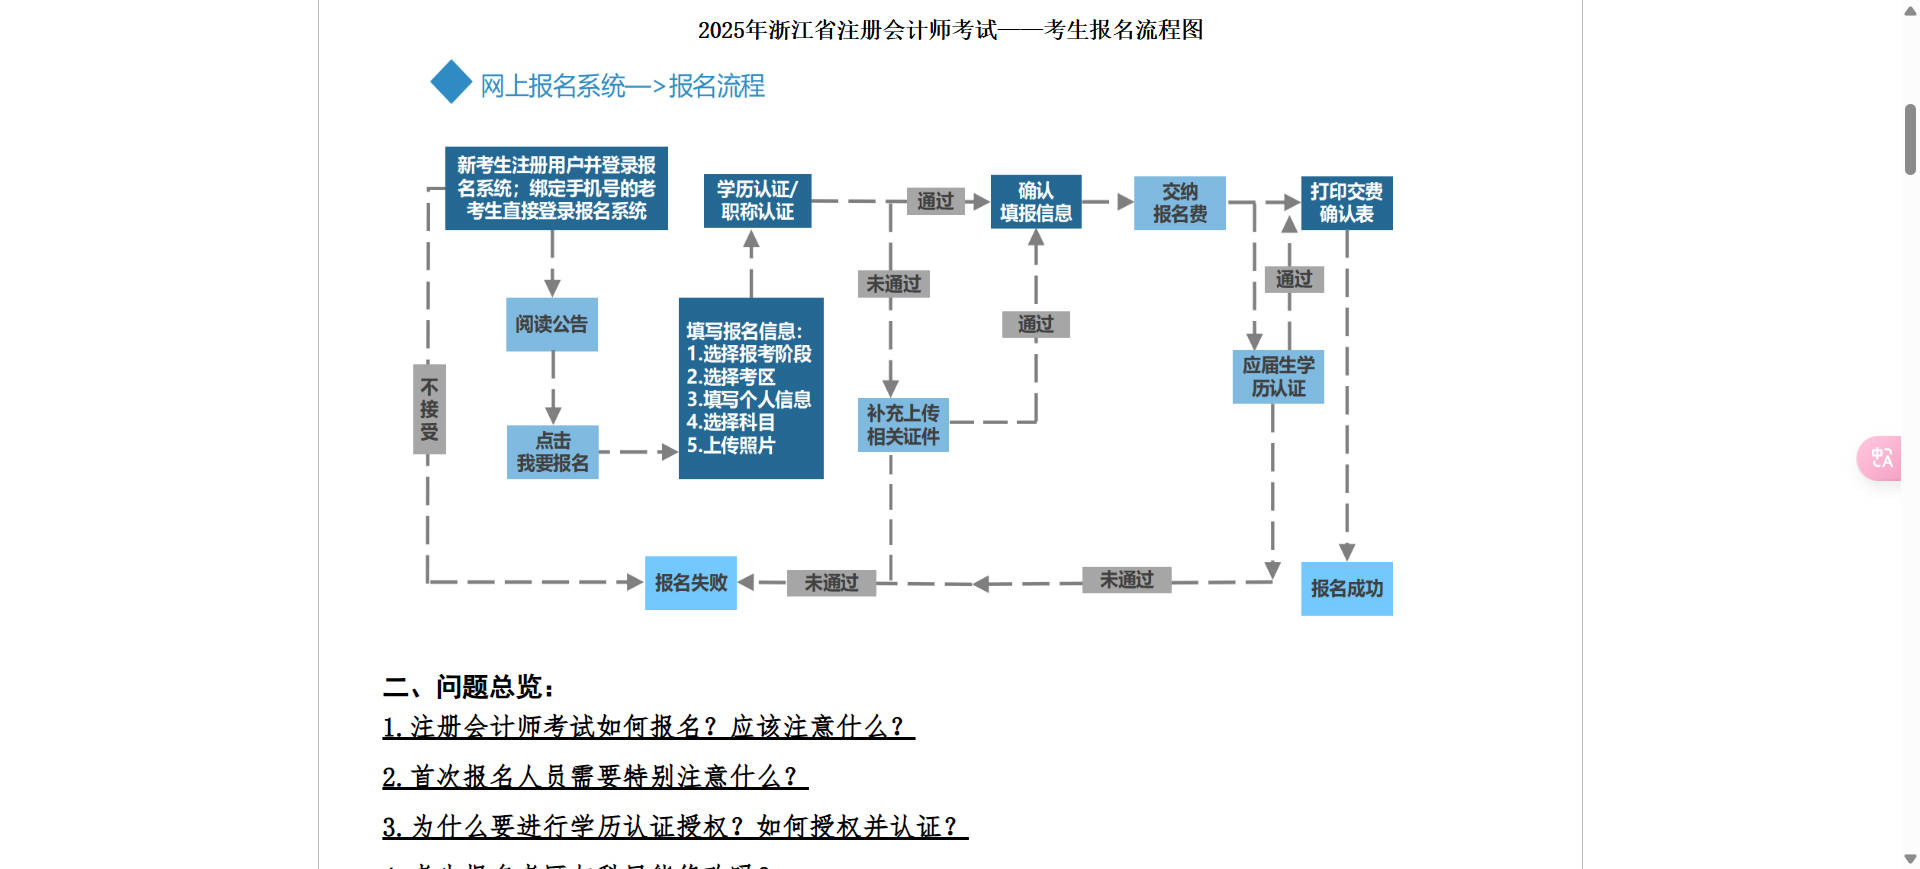 2025年浙江省注册会计师考试——考生报名流程图
网上报名系统—>报名流程
新考生注册用户并登录报
名系统；绑定手机号的老
考生直接登录报名系统
学历认证/
职称认证
通过
确认
填报信息
交纳
报名费
打印交费
确认表
未通过
通过
阅读公告
通过
填写报名信息：
1.选择报考阶段
2.选择考区
3.填写个人信息
4.选择科目
5.上传照片
应届生学
历认证
不
接
受
补充上传
相关证件
点击
我要报名
报名失败
未通过
未通过
报名成功
二、问题总览：
1.注册会计师考试如何报名？应该注意什么？
2.首次报名人员需要特别注意什么？
3.为什么要进行学历认证授权？如何授权并认证？